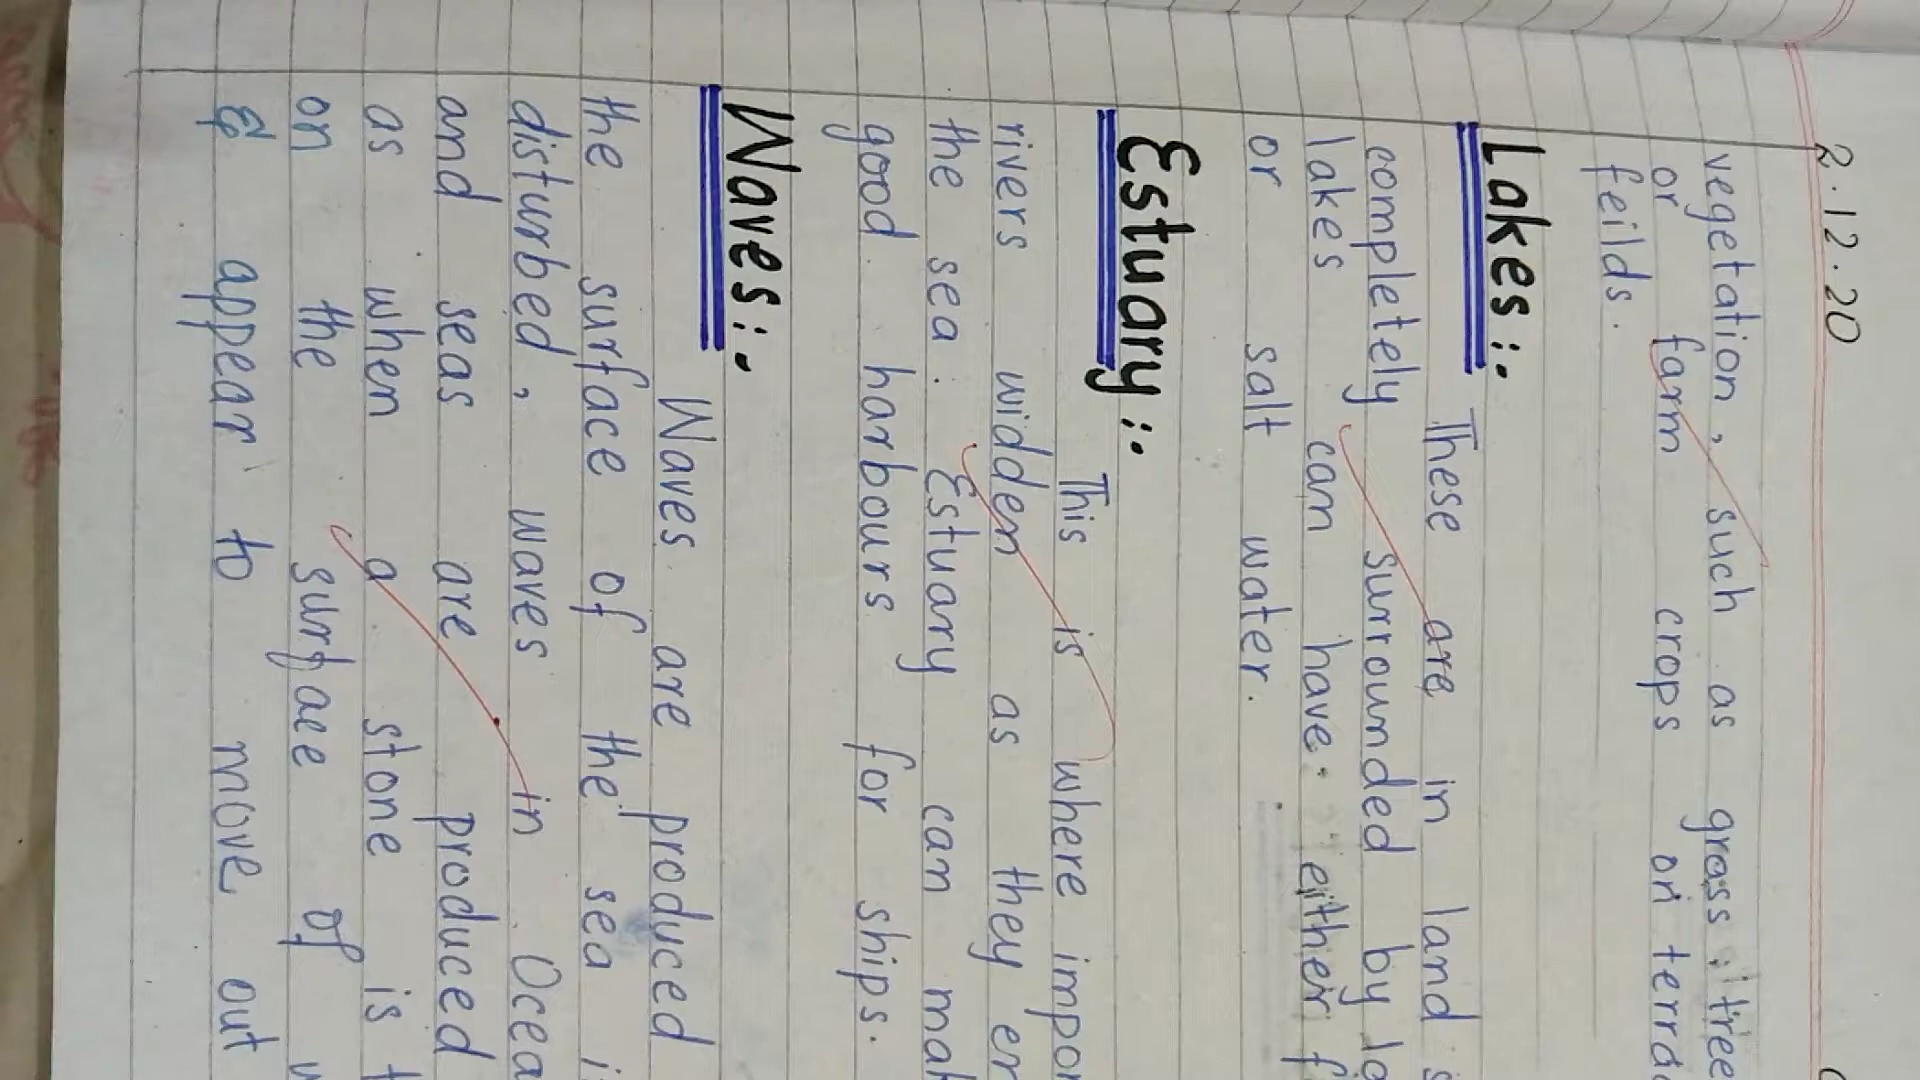 2.12.20
vegetation, such as grass, tree
or farm crops on
feilds.
Lakes:.
These are in land
completely surrounded by
lakes can have either
or salt water.
Estuary:.
This is where
rivers widden as they
the sea. Estuary can
good harbours for ships.
Waves:.
Waves are produced
the surface of the sea
disturbed, waves in
and seas are produced
as when a stone is
on the surface of
& appear to move out